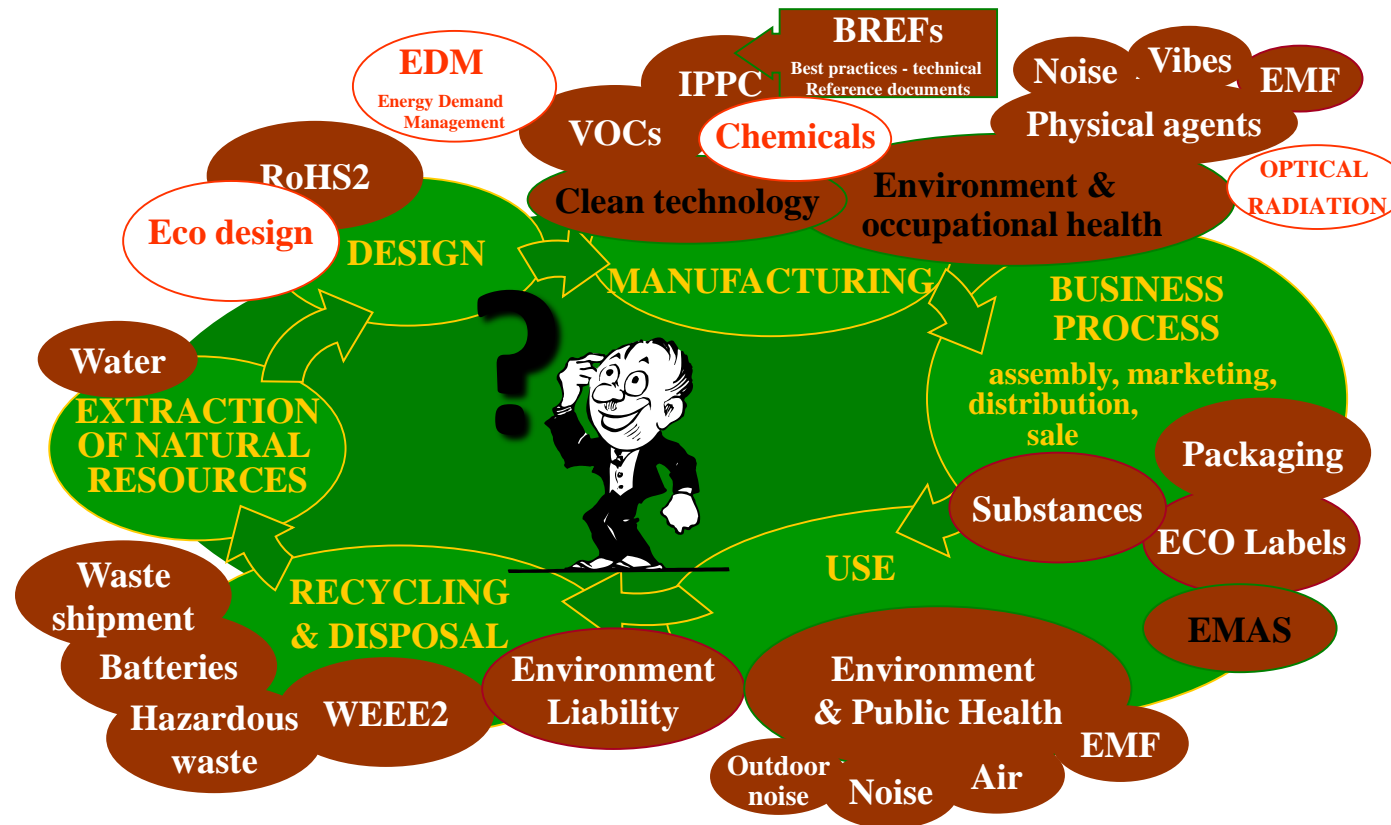 BREFs
Best practices - technical
Reference documents
EDM
Energy Demand
Management
IPPC
VOCs
Chemicals
Noise
Vibes
EMF
Physical agents
OPTICAL
RADIATION
RoHS2
Eco design
Clean technology
Environment &
occupational health
DESIGN
MANUFACTURING
BUSINESS
PROCESS
assembly, marketing,
distribution,
sale
?
Water
EXTRACTION
OF NATURAL
RESOURCES
Packaging
Substances
ECO Labels
EMAS
USE
RECYCLING
& DISPOSAL
Waste
shipment
Batteries
Hazardous
waste
WEEE2
Environment
Liability
Environment
& Public Health
EMF
Outdoor
noise
Noise
Air